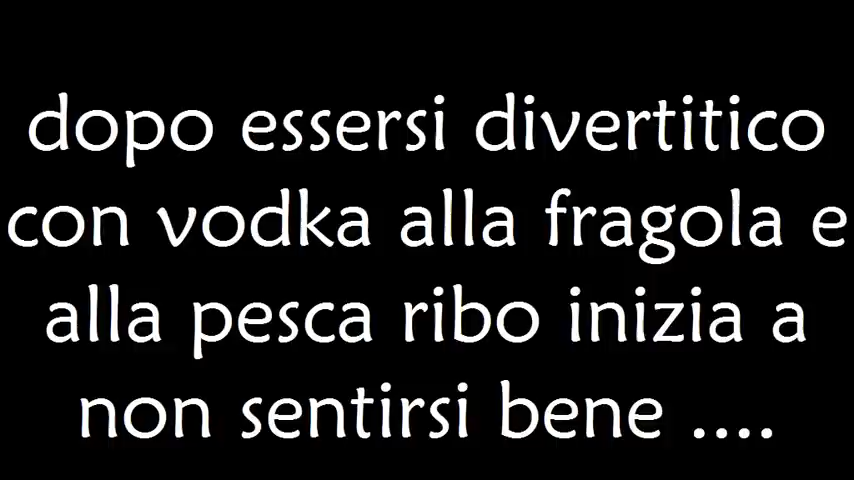 dopo essersi divertitico
con vodka alla fragola e
alla pesca ribo inizia a
non sentirsi bene ....